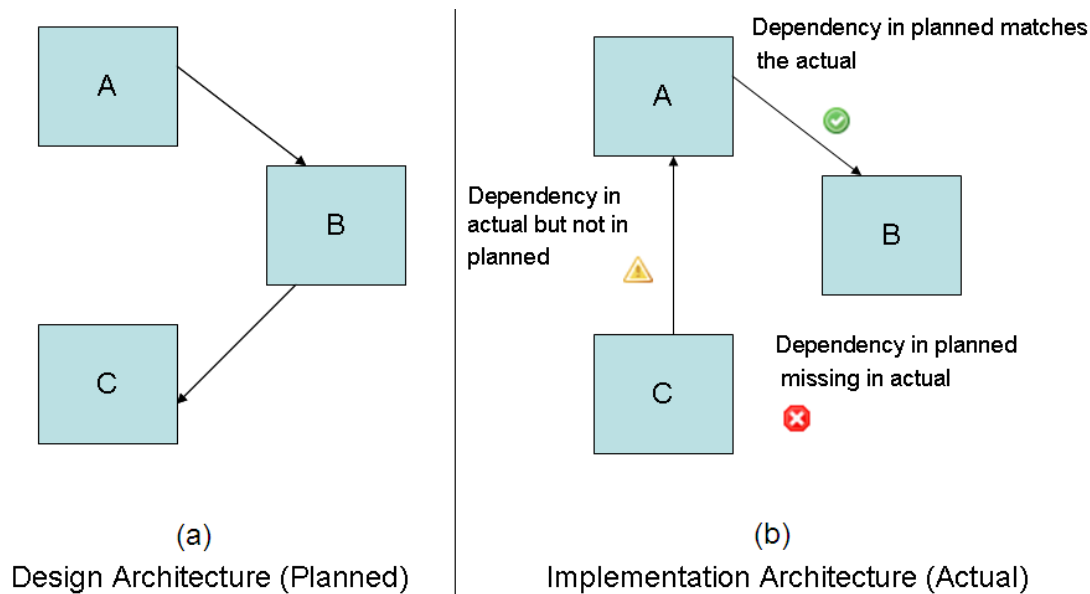 A
B
C
(a)
Design Architecture (Planned)
Dependency in planned matches
the actual
A
Dependency in
actual but not in
planned
B
Dependency in planned
missing in actual
C
(b)
Implementation Architecture (Actual)